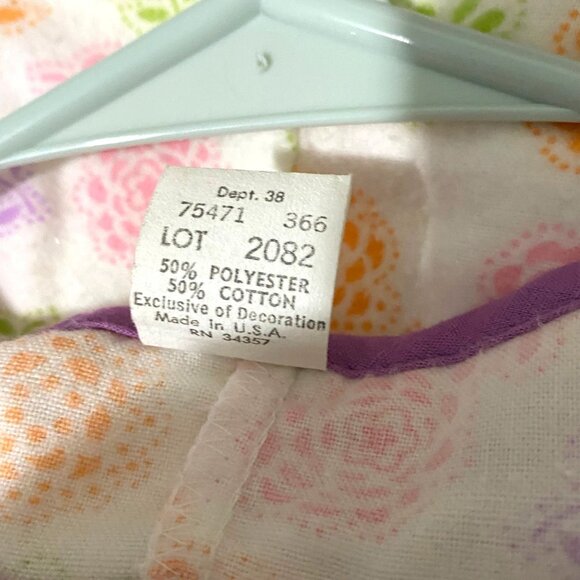 Dept. 38
75471 366
LOT 2082
50% POLYESTER
50% COTTON
Exclusive of Decoration
Made In U.S.A.
RN 34357